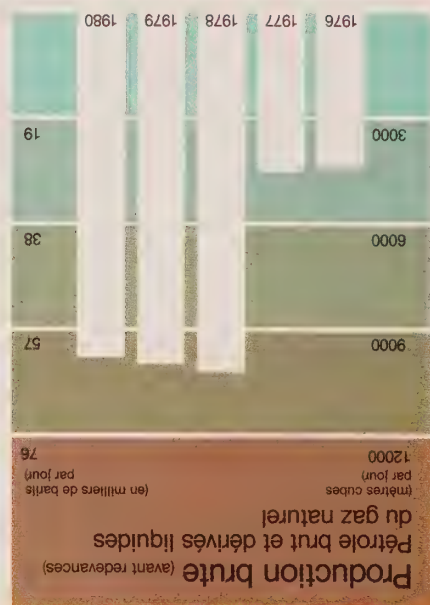 Production brute (avant redevances)
Pétrole brut et dérivés liquides
du gaz naturel
(mètres cubes (en milliers de barils
par jour) par jour)
12000 76
9000 57
6000 38
3000 19
1976 1977 1978 1979 1980